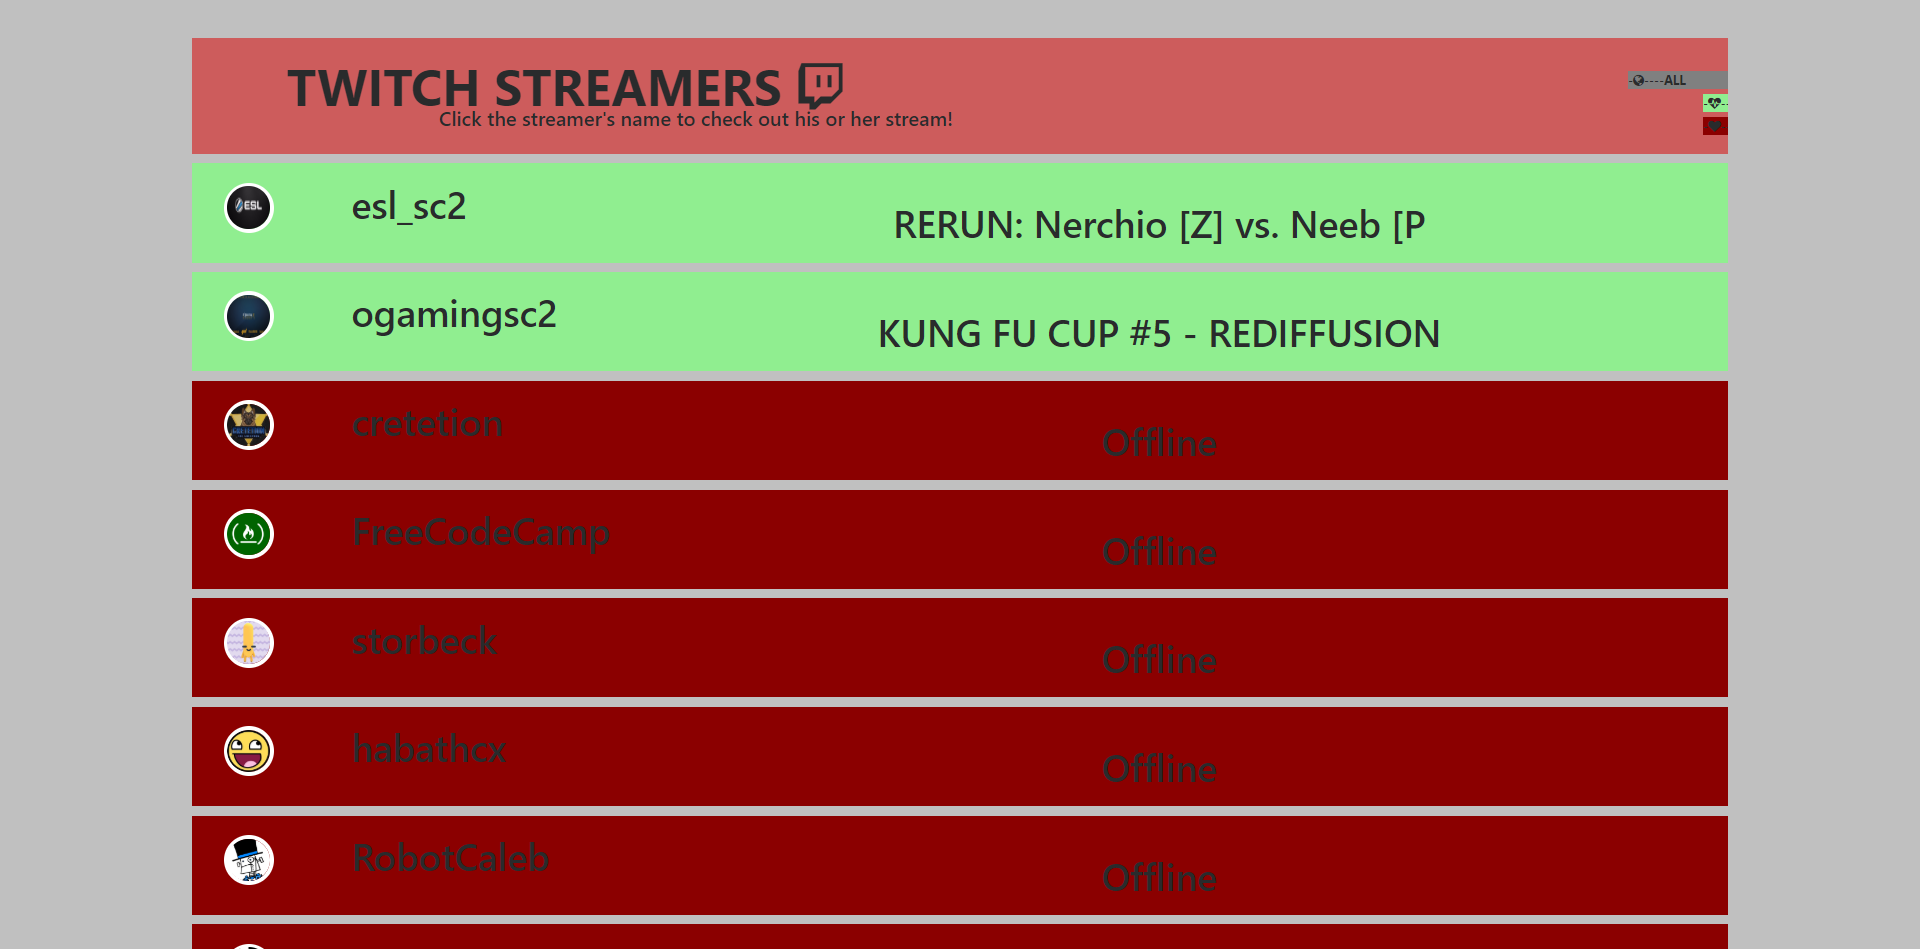 TWITCH STREAMERS
Click the streamer's name to check out his or her stream!
-----ALL
ESL
esl_sc2
RERUN: Nerchio [Z] vs. Neeb [P
ogamingsc2
KUNG FU CUP #5 - REDIFFUSION
cretetion
Offline
FreeCodeCamp
Offline
storbeck
Offline
habathcx
Offline
RobotCaleb
Offline